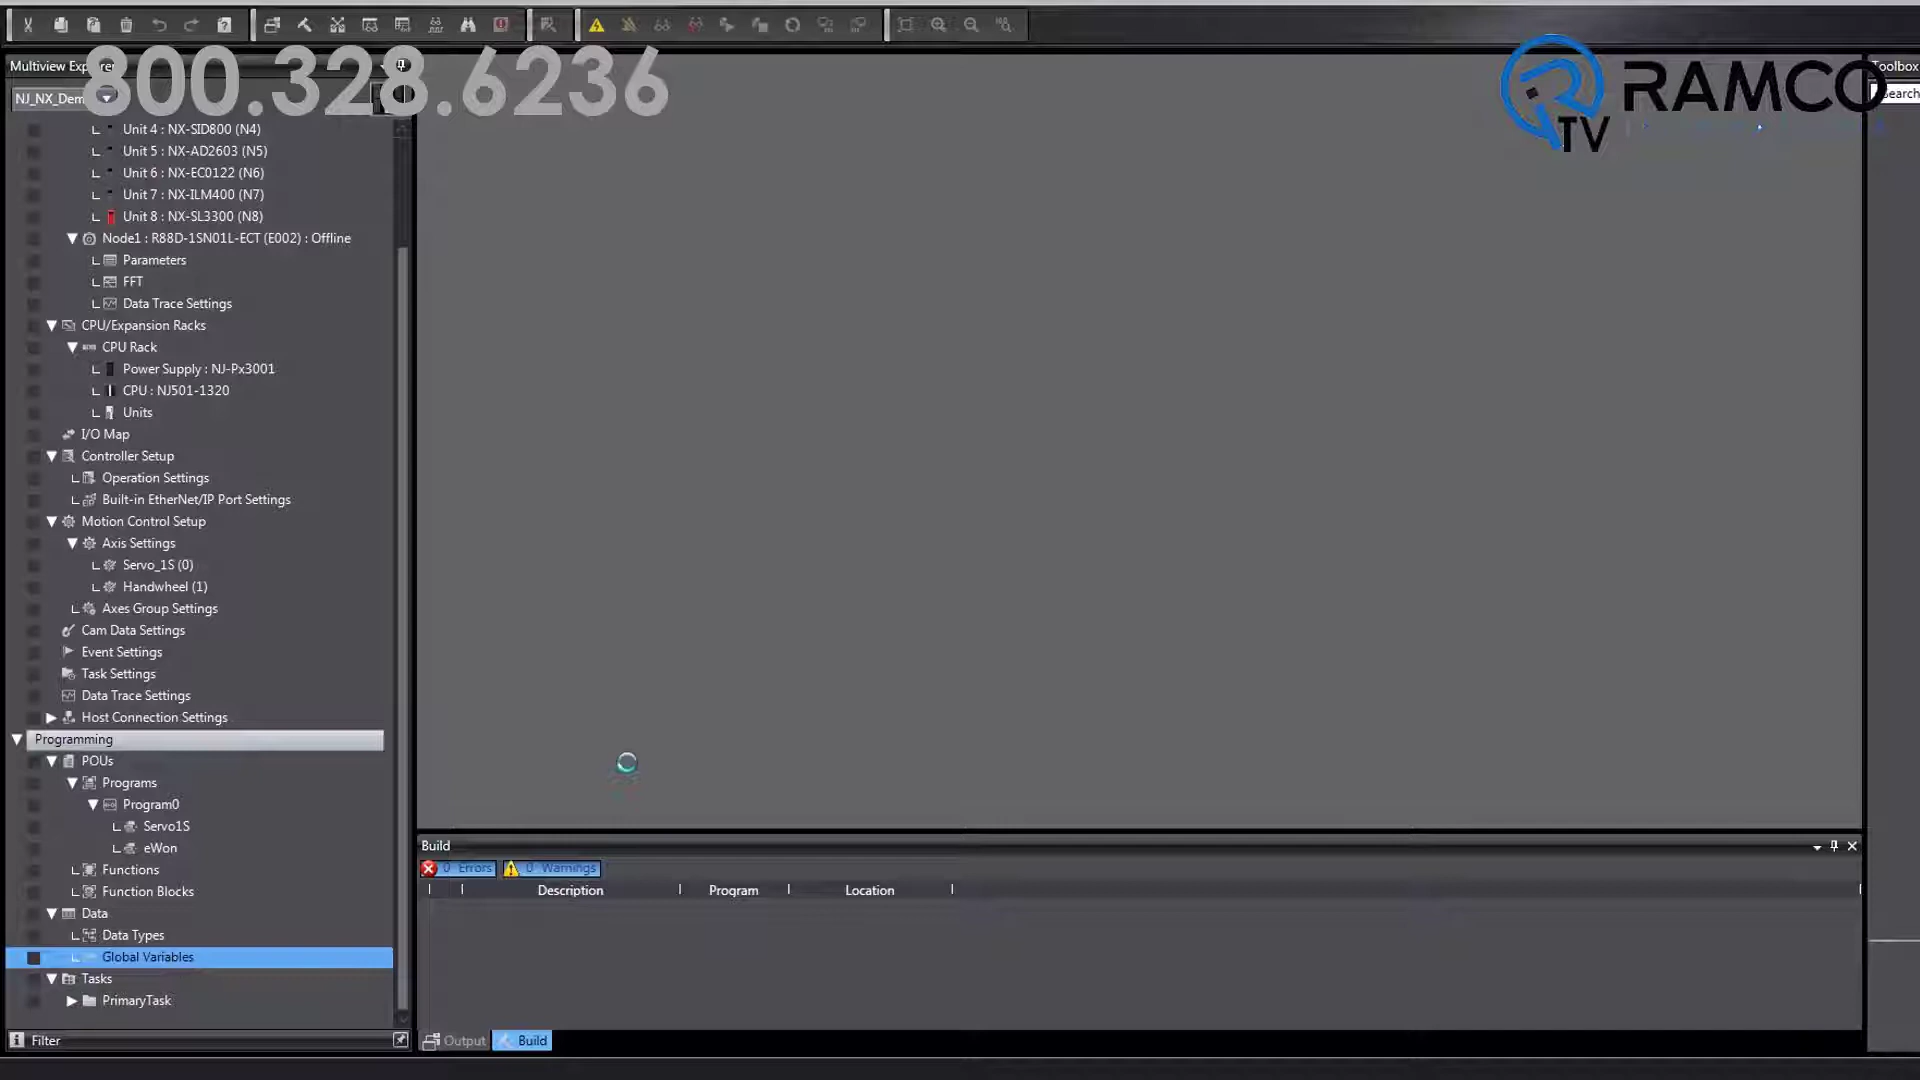 800.328.6236
RAMCO
TV
Multiview Explorer
Toolbox
NJ_NX_Dem
Search
Unit 4 : NX-SID800 (N4)
Unit 5 : NX-AD2603 (N5)
Unit 6 : NX-EC0122 (N6)
Unit 7 : NX-ILM400 (N7)
Unit 8 : NX-SL3300 (N8)
Node1 : R88D-1SN01L-ECT (E002) : Offline
Parameters
FFT
Data Trace Settings
CPU/Expansion Racks
CPU Rack
Power Supply : NJ-Px3001
CPU : NJ501-1320
Units
I/O Map
Controller Setup
Operation Settings
Built-in EtherNet/IP Port Settings
Motion Control Setup
Axis Settings
Servo_1S (0)
Handwheel (1)
Axes Group Settings
Cam Data Settings
Event Settings
Task Settings
Data Trace Settings
Host Connection Settings
Programming
POUs
Programs
Program0
Servo1S
eWon
Functions
Function Blocks
Data
Data Types
Global Variables
Tasks
PrimaryTask
Filter
Build
0 Errors 0 Warnings
Description Program Location
Output Build